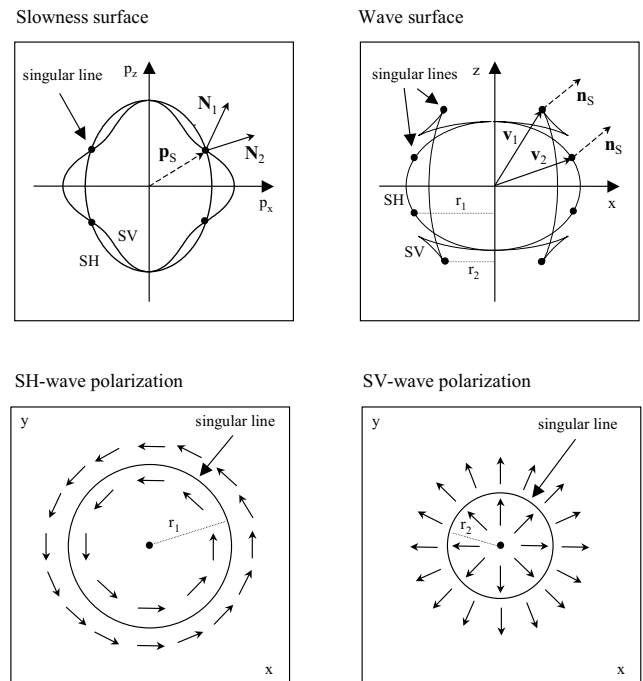 Slowness surface
singular line
p_z
N_1
N_2
p_S
p_x
SV
SH
Wave surface
singular lines
z
n_S
v_1
v_2
n_S
SH
r_1
x
SV
r_2
SH-wave polarization
y
singular line
r_1
x
SV-wave polarization
y
singular line
r_2
x